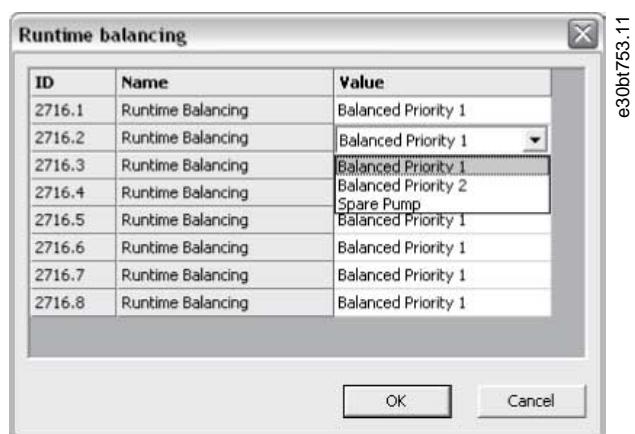 Runtime balancing
ID Name Value
2716.1 Runtime Balancing Balanced Priority 1
2716.2 Runtime Balancing Balanced Priority 1
2716.3 Runtime Balancing Balanced Priority 1
2716.4 Runtime Balancing Balanced Priority 2
Spare Pump
2716.5 Runtime Balancing Balanced Priority 1
2716.6 Runtime Balancing Balanced Priority 1
2716.7 Runtime Balancing Balanced Priority 1
2716.8 Runtime Balancing Balanced Priority 1
OK Cancel
e30bt753.11